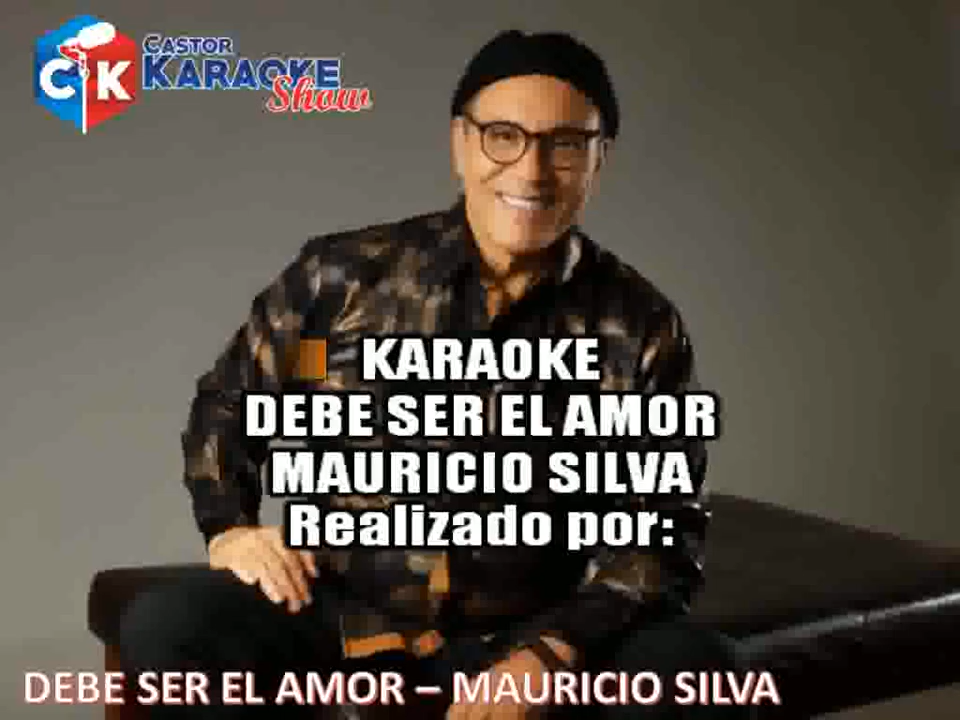 CK
CASTOR
KARAOKE
Show
KARAOKE
DEBE SER EL AMOR
MAURICIO SILVA
Realizado por:
DEBE SER EL AMOR – MAURICIO SILVA